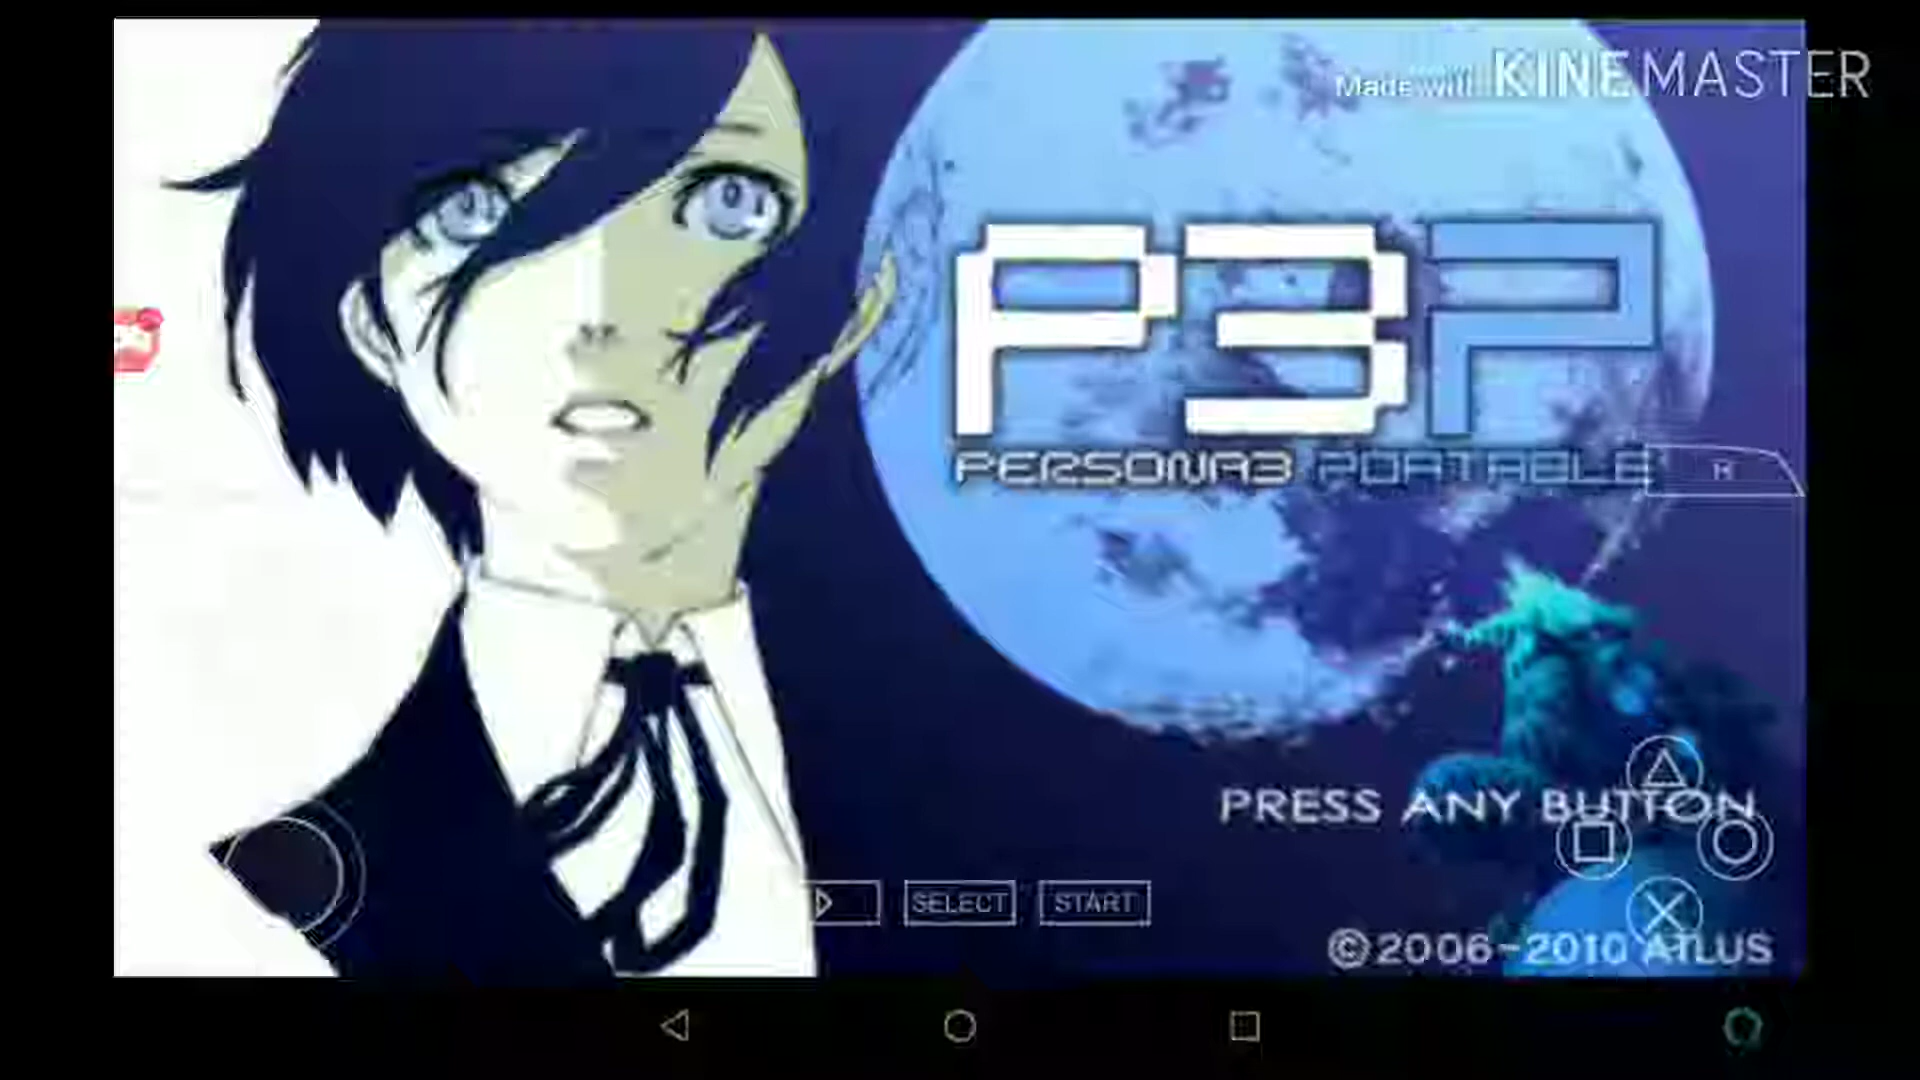 Made with KINEMASTER
P3P
PERSONA3 PORTABLE
R
PRESS ANY BUTTON
SELECT START
©2006-2010 ATLUS